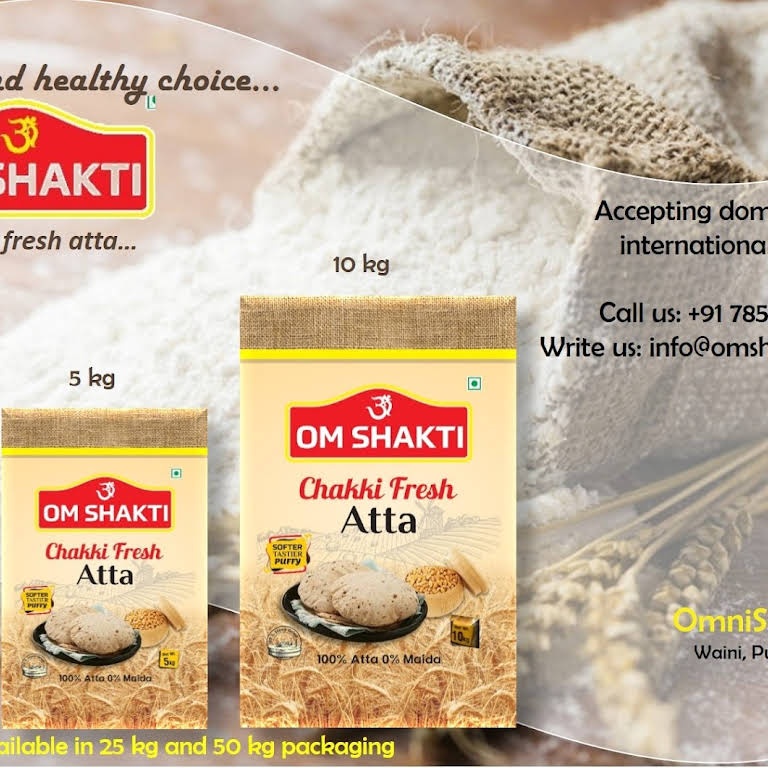 d healthy choice...
ॐ
SHAKTI
fresh atta...
Accepting dom
internationa
Call us: +91 785
Write us: info@omsh
10 kg
5 kg
ॐ
OM SHAKTI
Chakki Fresh
Atta
SOFTER
TASTIER
PUFFY
10kg
100% Atta 0% Maida
ॐ
OM SHAKTI
Chakki Fresh
Atta
SOFTER
TASTIER
PUFFY
5kg
100% Atta 0% Maida
OmniS
Waini, Pu
ailable in 25 kg and 50 kg packaging